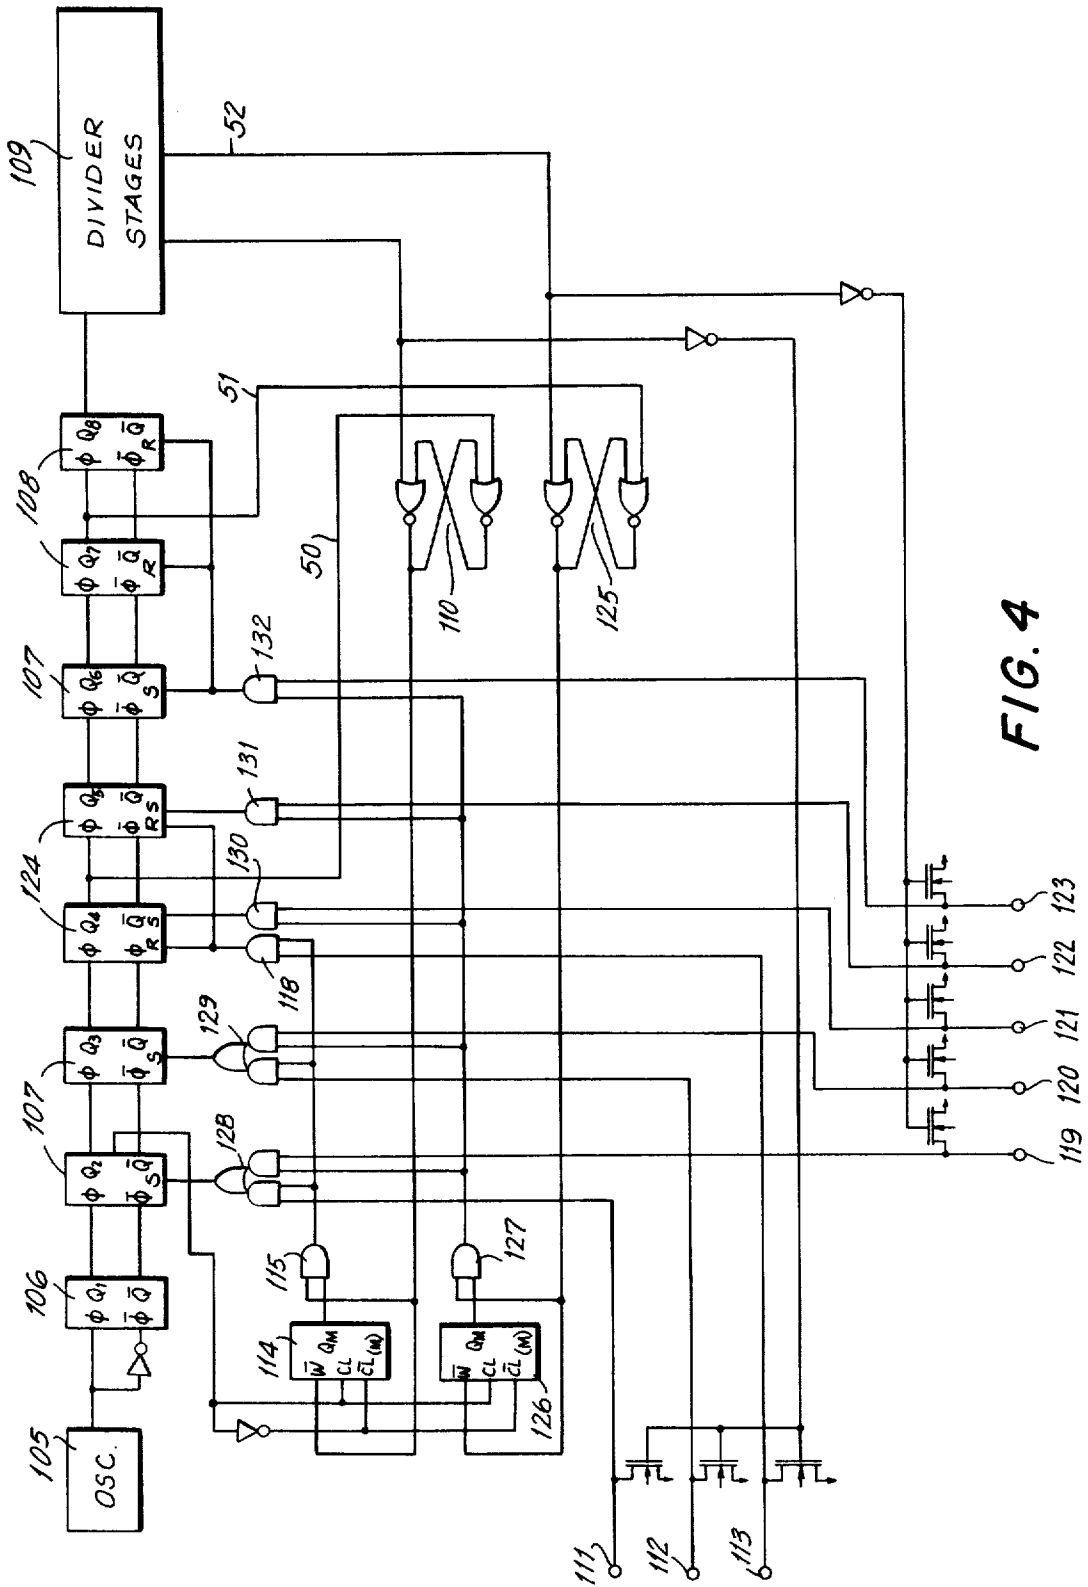 105
OSC.
106
Φ Q1
Φ̅ Q̅
107
Φ Q2
Φ̅ Q̅
S
107
Φ Q3
Φ̅ Q̅
S
124
Φ Q4
Φ̅ Q̅
R S
Φ Q5
Φ̅ Q̅
R S
107
Φ Q6
Φ̅ Q̅
S
Φ Q7
Φ̅ Q̅
R
108
Φ Q8
Φ̅ Q̅
R
109
DIVIDER
STAGES
52
51
50
128
129
118
130
131
132
114
W̅ QM
CL
C̅L̅(M)
115
126
W̅ QM
CL
C̅L̅(M)
127
110
125
111
112
113
119
120
121
122
123
FIG. 4